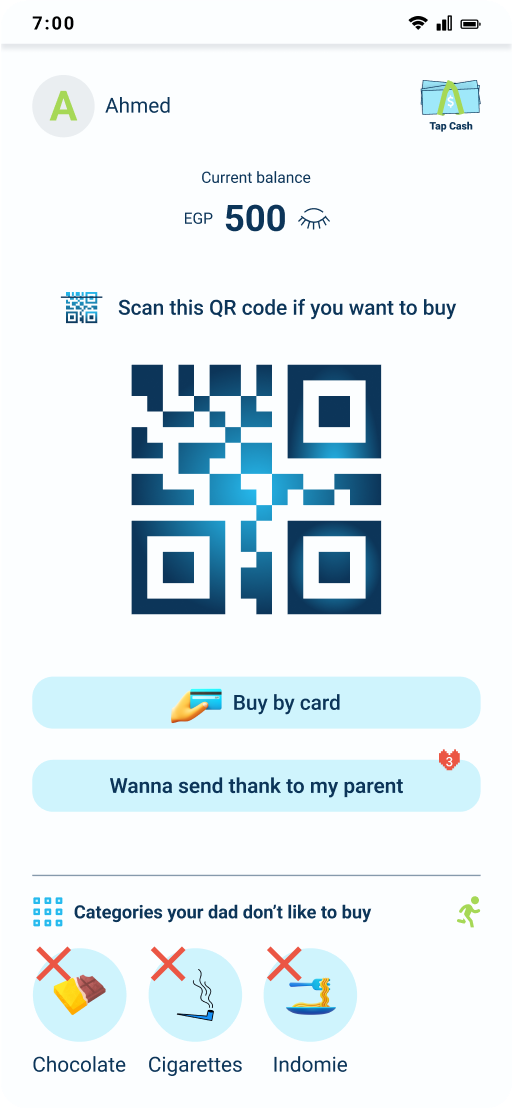 7:00
A
Ahmed
$
Tap Cash
Current balance
EGP 500
Scan this QR code if you want to buy
Buy by card
3
Wanna send thank to my parent
Categories your dad don't like to buy
Chocolate Cigarettes Indomie